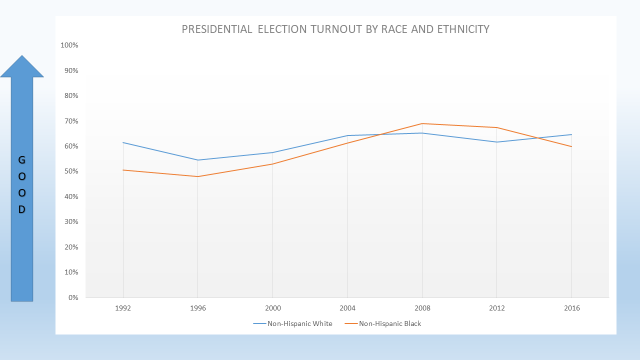 PRESIDENTIAL ELECTION TURNOUT BY RACE AND ETHNICITY
100%
90%
80%
70%
60%
50%
40%
30%
20%
10%
0%
1992 1996 2000 2004 2008 2012 2016
Non-Hispanic White Non-Hispanic Black
G
O
O
D